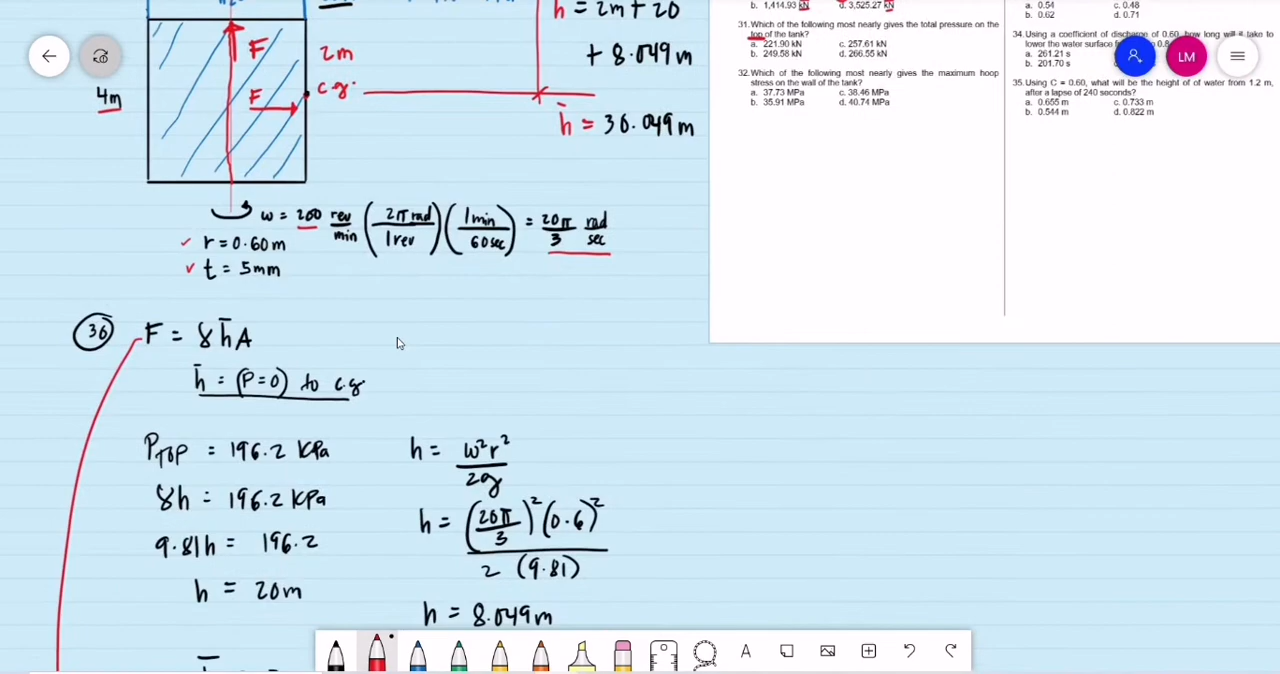 h = 2m + 20
+ 8.049m
h̄ = 30.049m
F
2m
c.g.
F
4m
ω = 200 rev/min (2π rad/1 rev) (1 min/60 sec) = 20π/3 rad/sec
✓ r = 0.60m
✓ t = 5mm
36 F = γh̄A
h̄ = (P=0) to c.g.
PTOP = 196.2 KPa
γh = 196.2 KPa
9.81h = 196.2
h = 20m
h = ω²r²/2g
h = (20π/3)² (0.6)²/2 (9.81)
h = 8.049m
b. 1,414.93 kN d. 3,525.27 kN
31. Which of the following most nearly gives the total pressure on the
top of the tank?
a. 221.90 kN c. 257.61 kN
b. 249.58 kN d. 266.55 kN
32. Which of the following most nearly gives the maximum hoop
stress on the wall of the tank?
a. 37.73 MPa c. 38.46 MPa
b. 35.91 MPa d. 40.74 MPa
a. 0.54 c. 0.48
b. 0.62 d. 0.71
34. Using a coefficient of discharge of 0.60, how long will it take to
lower the water surface
a. 261.21 s
b. 201.70 s
35. Using C = 0.60, what will be the height of of water from 1.2 m,
after a lapse of 240 seconds?
a. 0.655 m c. 0.733 m
b. 0.544 m d. 0.822 m
LM
A